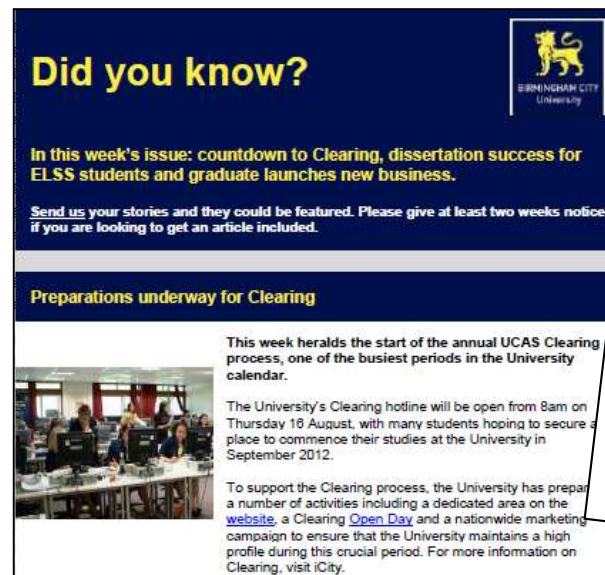 Did you know?
BIRMINGHAM CITY
University
In this week's issue: countdown to Clearing, dissertation success for
ELSS students and graduate launches new business.
Send us your stories and they could be featured. Please give at least two weeks notice
if you are looking to get an article included.
Preparations underway for Clearing
This week heralds the start of the annual UCAS Clearing
process, one of the busiest periods in the University
calendar.
The University's Clearing hotline will be open from 8am on
Thursday 16 August, with many students hoping to secure a
place to commence their studies at the University in
September 2012.
To support the Clearing process, the University has prepar
a number of activities including a dedicated area on the
website, a Clearing Open Day and a nationwide marketing
campaign to ensure that the University maintains a high
profile during this crucial period. For more information on
Clearing, visit iCity.